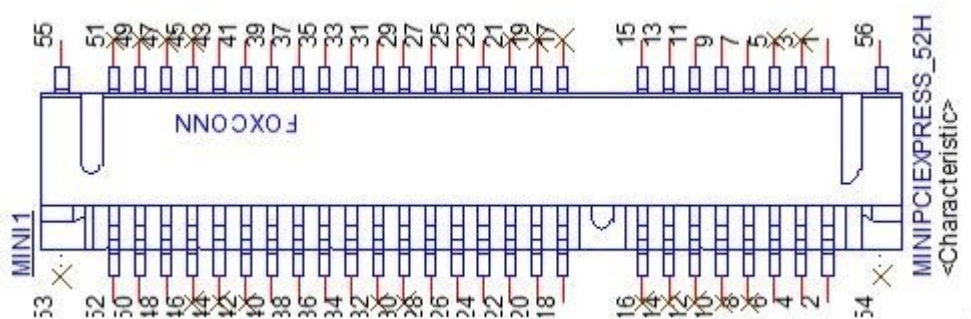 55 51 49 47 45 43 41 39 37 35 33 31 29 27 25 23 21 19 17 15 13 11 9 7 5 3 1 56
FOXCONN
MINI1
MINIPCIEXPRESS_52H
<Characteristic>
53 52 50 48 46 44 42 40 38 36 34 32 30 28 26 24 22 20 18 16 14 12 10 8 6 4 2 54